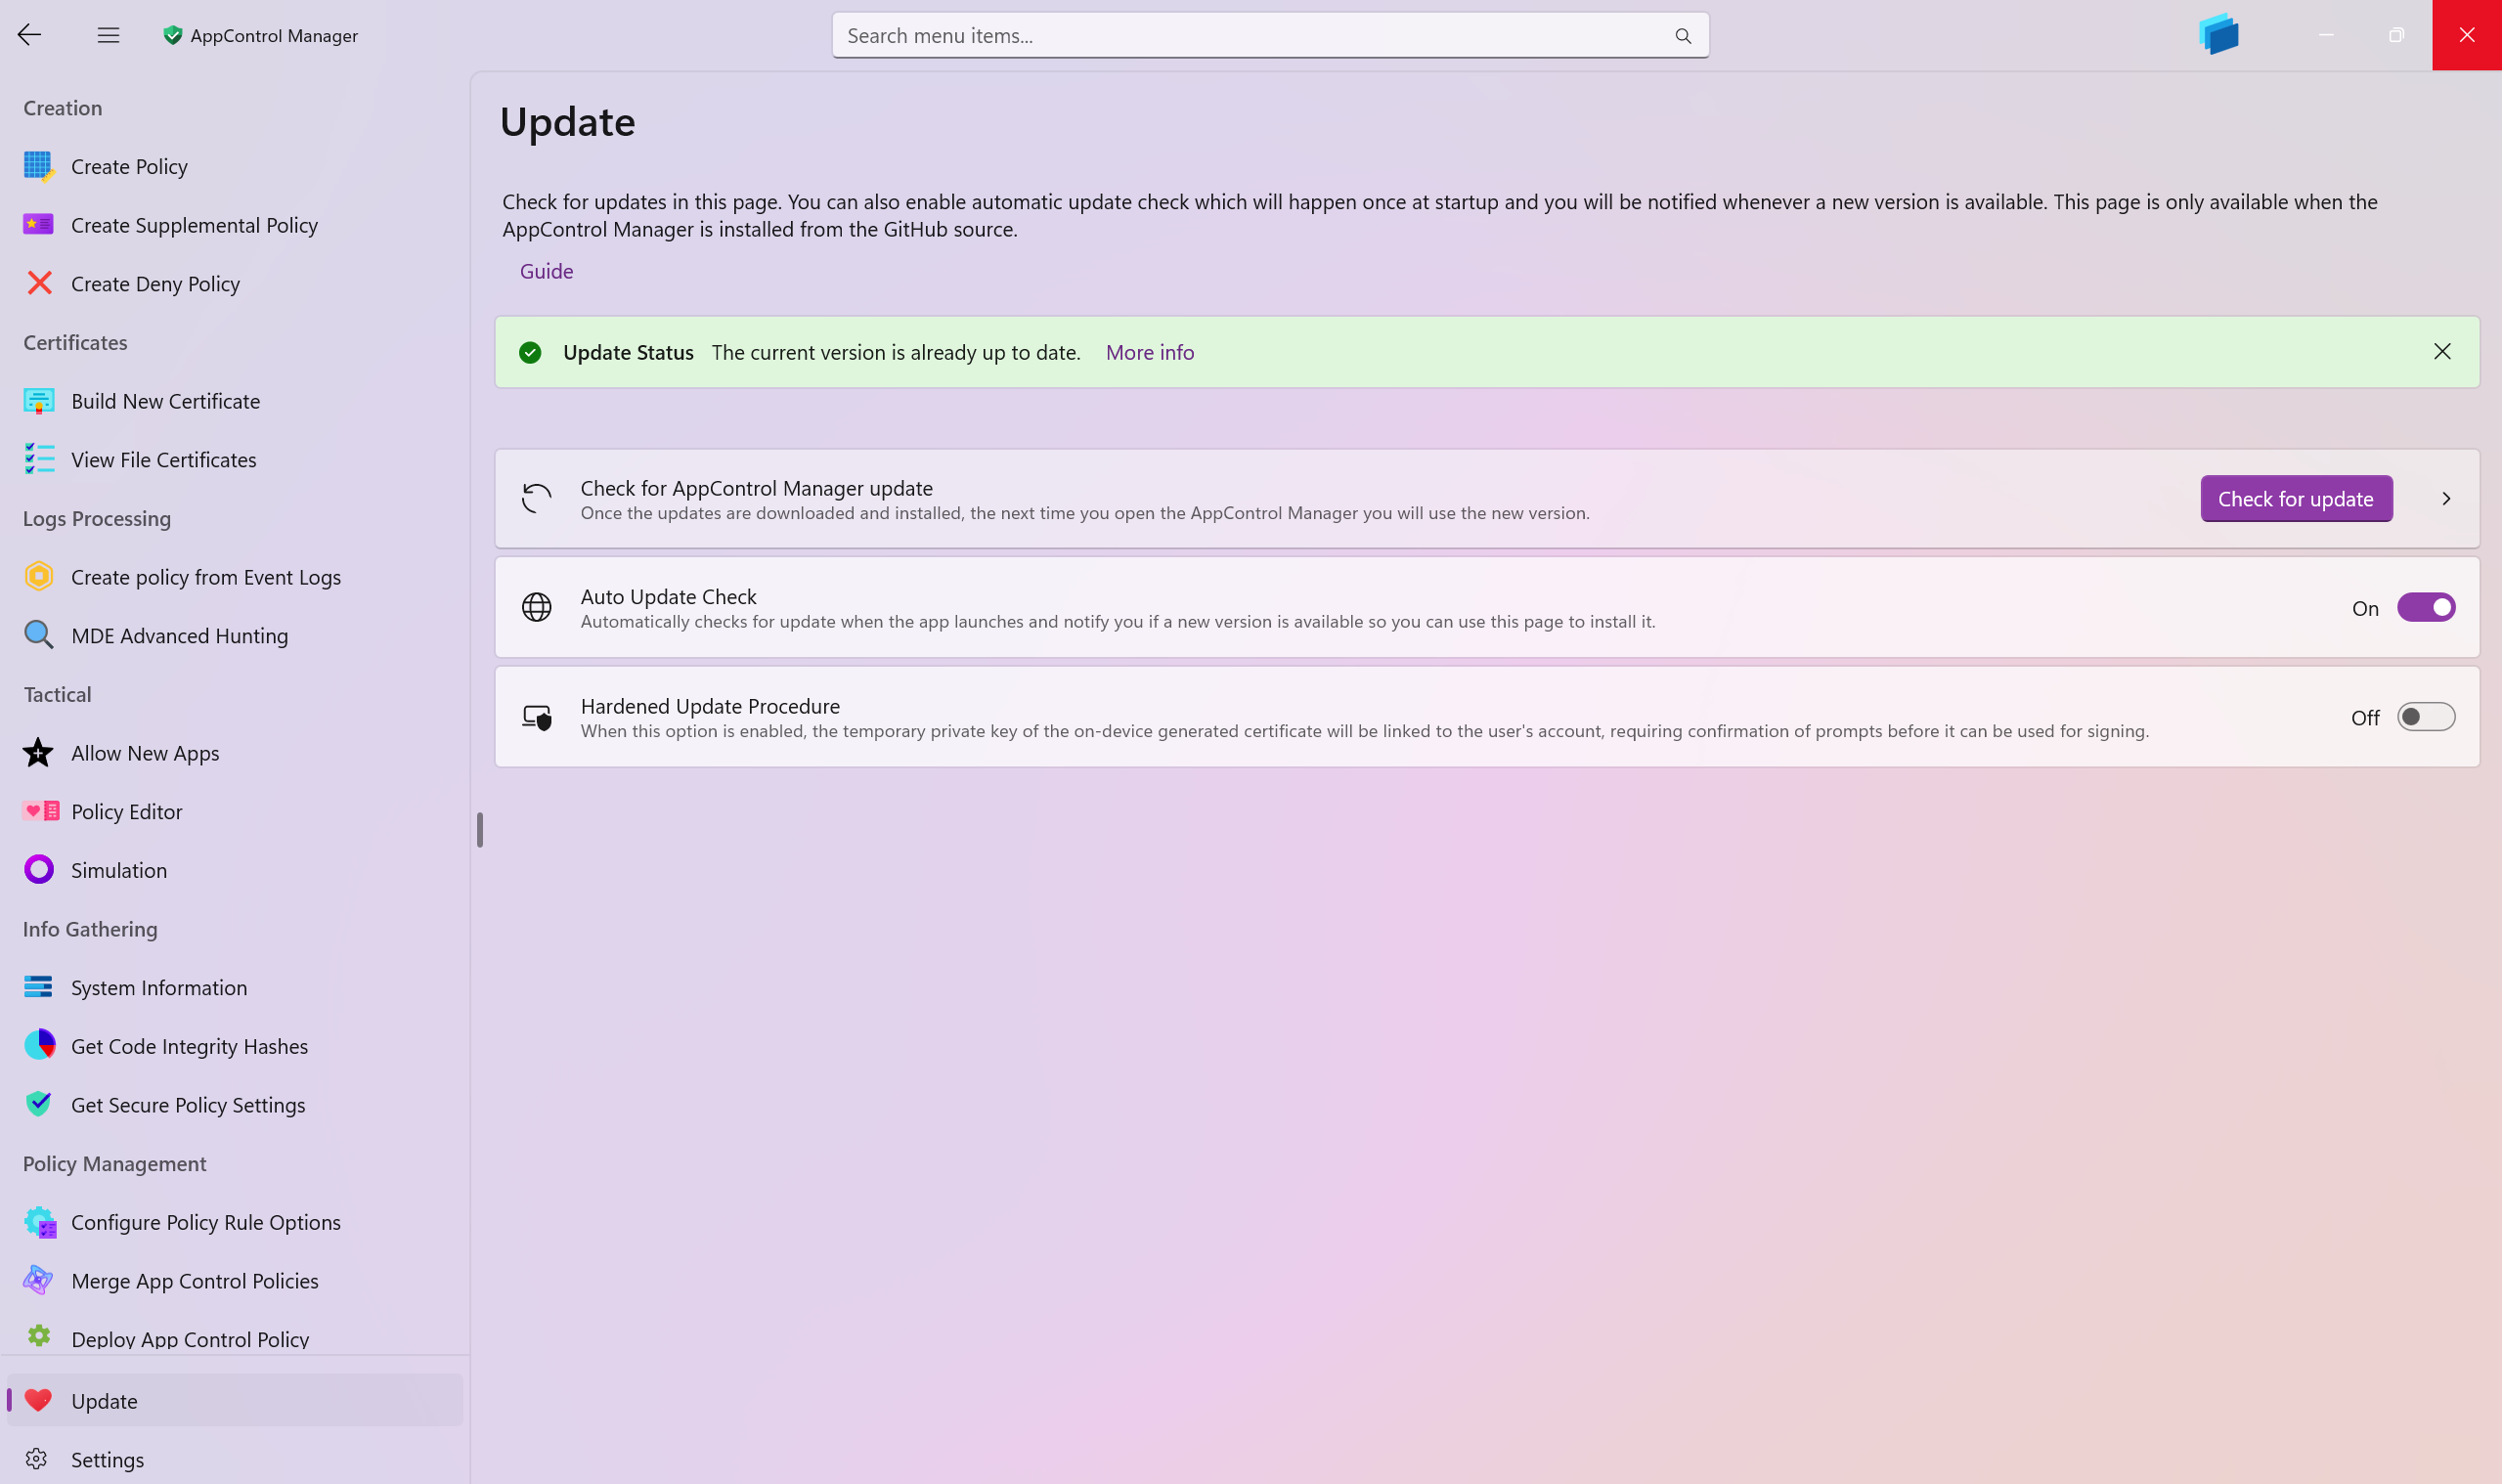 AppControl Manager
Search menu items...
Creation
Create Policy
Create Supplemental Policy
Create Deny Policy
Certificates
Build New Certificate
View File Certificates
Logs Processing
Create policy from Event Logs
MDE Advanced Hunting
Tactical
Allow New Apps
Policy Editor
Simulation
Info Gathering
System Information
Get Code Integrity Hashes
Get Secure Policy Settings
Policy Management
Configure Policy Rule Options
Merge App Control Policies
Deploy App Control Policy
Update
Settings
Update
Check for updates in this page. You can also enable automatic update check which will happen once at startup and you will be notified whenever a new version is available. This page is only available when the
AppControl Manager is installed from the GitHub source.
Guide
Update Status The current version is already up to date. More info
Check for AppControl Manager update
Once the updates are downloaded and installed, the next time you open the AppControl Manager you will use the new version.
Check for update
Auto Update Check
Automatically checks for update when the app launches and notify you if a new version is available so you can use this page to install it.
On
Hardened Update Procedure
When this option is enabled, the temporary private key of the on-device generated certificate will be linked to the user's account, requiring confirmation of prompts before it can be used for signing.
Off